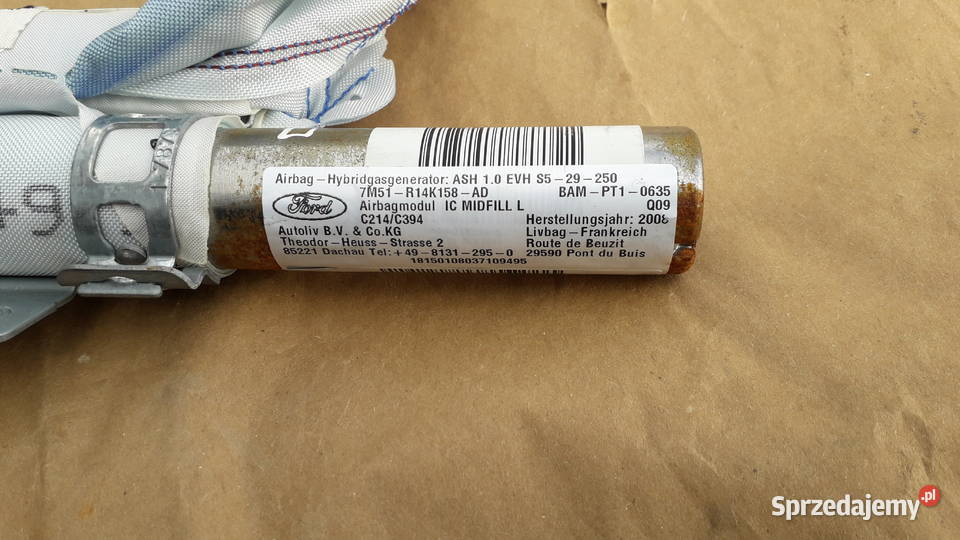 Airbag-Hybridgasgenerator: ASH 1.0 EVH S5-29-250
7M51-R14K158-AD BAM-PT1-0635
Ford Airbagmodul IC MIDFILL L Q09
C214/C394 Herstellungsjahr: 2008
Autoliv B.V. & Co.KG Livbag-Frankreich
Theodor-Heuss-Strasse 2 Route de Beuzit
85221 Dachau Tel:+49-8131-295-0 29590 Pont du Buis
18150108037109495
Sprzedajemy.pl